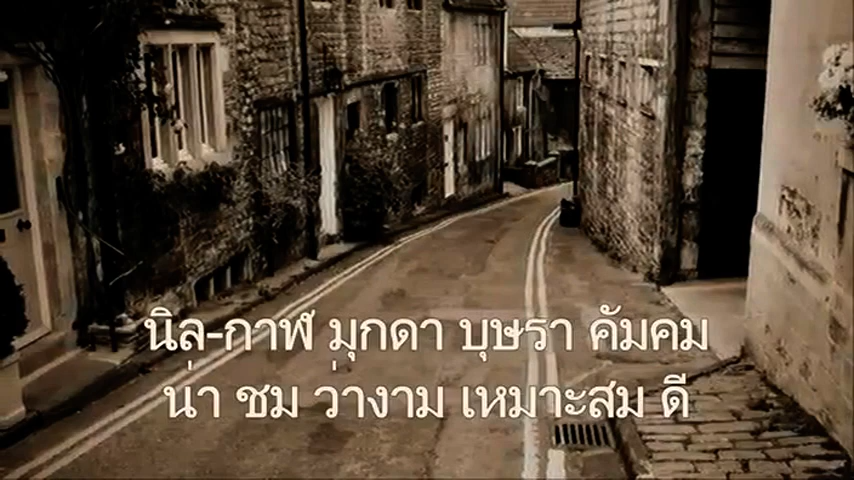 นิล-กาฬ มุกดา บุษรา คัมคม
น่า ชม ว่างาม เหมาะสม ดี